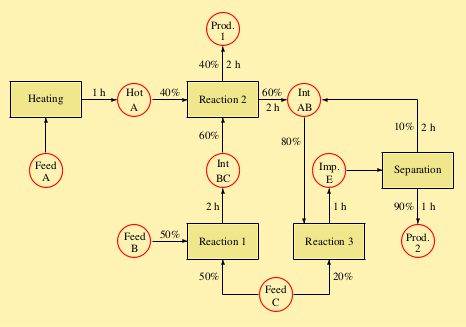 Prod.
1
40% 2 h
Heating
1 h
Hot
A
40%
Reaction 2
60%
2 h
Int
AB
10% 2 h
60%
80%
Feed
A
Int
BC
Imp.
E
Separation
2 h
1 h
90% 1 h
Feed
B
50%
Reaction 1
Reaction 3
Prod.
2
50%
Feed
C
20%